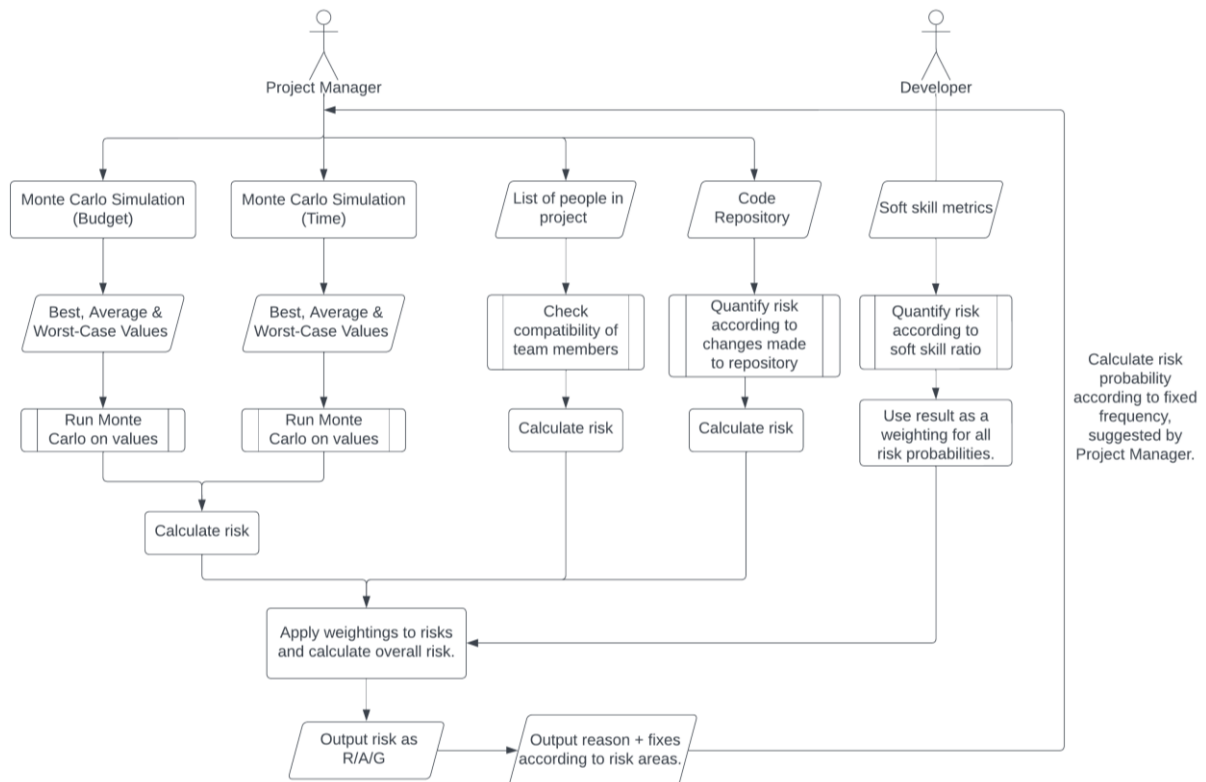 Project Manager
Developer
Monte Carlo Simulation
(Budget)
Monte Carlo Simulation
(Time)
List of people in
project
Code
Repository
Soft skill metrics
Best, Average &
Worst-Case Values
Best, Average &
Worst-Case Values
Check
compatibility of
team members
Quantify risk
according to
changes made
to repository
Quantify risk
according to
soft skill ratio
Calculate risk
probability
according to fixed
frequency,
suggested by
Project Manager.
Run Monte
Carlo on values
Run Monte
Carlo on values
Calculate risk
Calculate risk
Use result as a
weighting for all
risk probabilities.
Calculate risk
Apply weightings to risks
and calculate overall risk.
Output risk as
R/A/G
Output reason + fixes
according to risk areas.